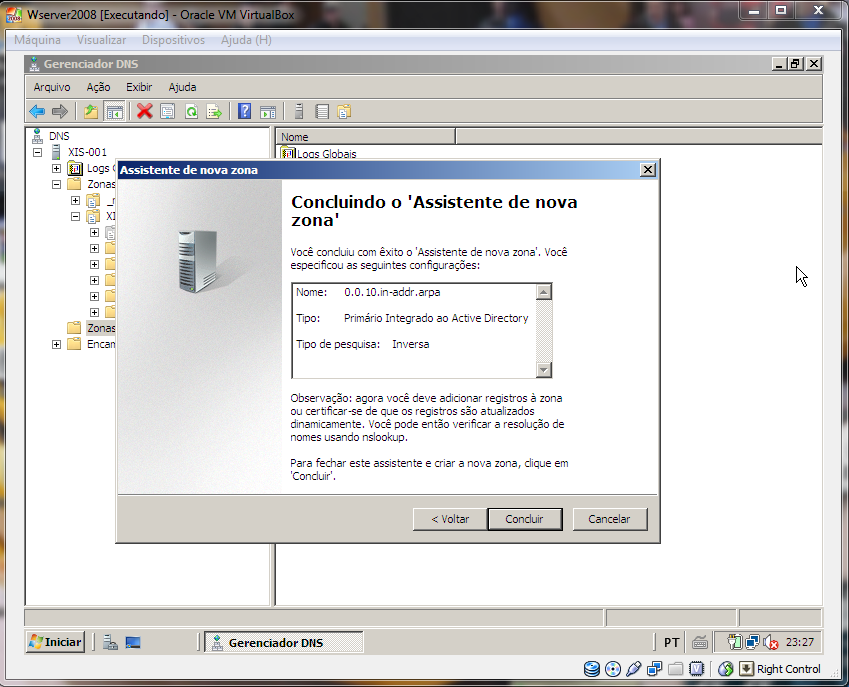 Wserver2008 [Executando] - Oracle VM VirtualBox
Máquina Visualizar Dispositivos Ajuda (H)
Gerenciador DNS
Arquivo Ação Exibir Ajuda
DNS
XIS-001
Logs
Zonas
XI
Zonas
Encam
Nome
Logs Globais
Assistente de nova zona
Concluindo o 'Assistente de nova
zona'
Você concluiu com êxito o 'Assistente de nova zona'. Você
especificou as seguintes configurações:
Nome: 0.0.10.in-addr.arpa
Tipo: Primário Integrado ao Active Directory
Tipo de pesquisa: Inversa
Observação: agora você deve adicionar registros à zona
ou certificar-se de que os registros são atualizados
dinamicamente. Você pode então verificar a resolução de
nomes usando nslookup.
Para fechar este assistente e criar a nova zona, clique em
'Concluir'.
< Voltar Concluir Cancelar
Iniciar Gerenciador DNS PT 23:27
Right Control